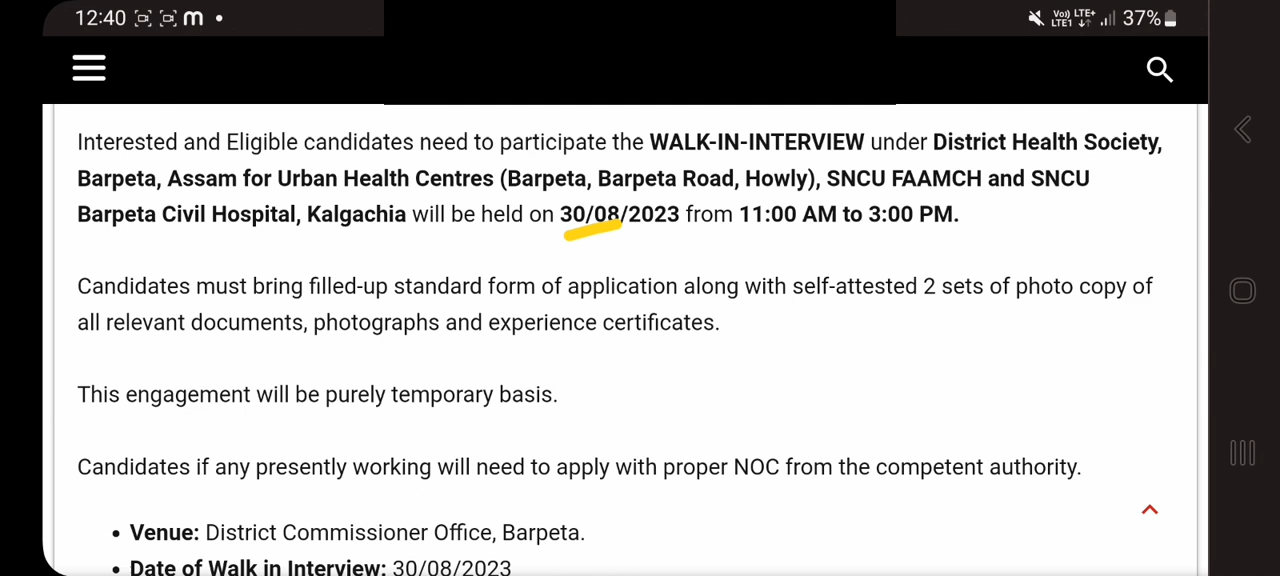 12:40 m •
Vo) LTE+
LTE1 37%
Interested and Eligible candidates need to participate the WALK-IN-INTERVIEW under District Health Society,
Barpeta, Assam for Urban Health Centres (Barpeta, Barpeta Road, Howly), SNCU FAAMCH and SNCU
Barpeta Civil Hospital, Kalgachia will be held on 30/08/2023 from 11:00 AM to 3:00 PM.
Candidates must bring filled-up standard form of application along with self-attested 2 sets of photo copy of
all relevant documents, photographs and experience certificates.
This engagement will be purely temporary basis.
Candidates if any presently working will need to apply with proper NOC from the competent authority.
• Venue: District Commissioner Office, Barpeta.
• Date of Walk in Interview: 30/08/2023